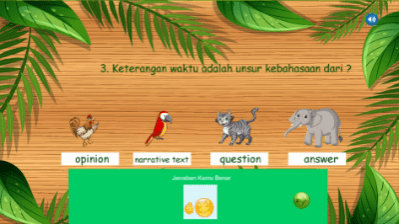 3. Keterangan waktu adalah unsur kebahasaan dari ?
opinion
narrative text
question
answer
Jawaban Kamu Benar